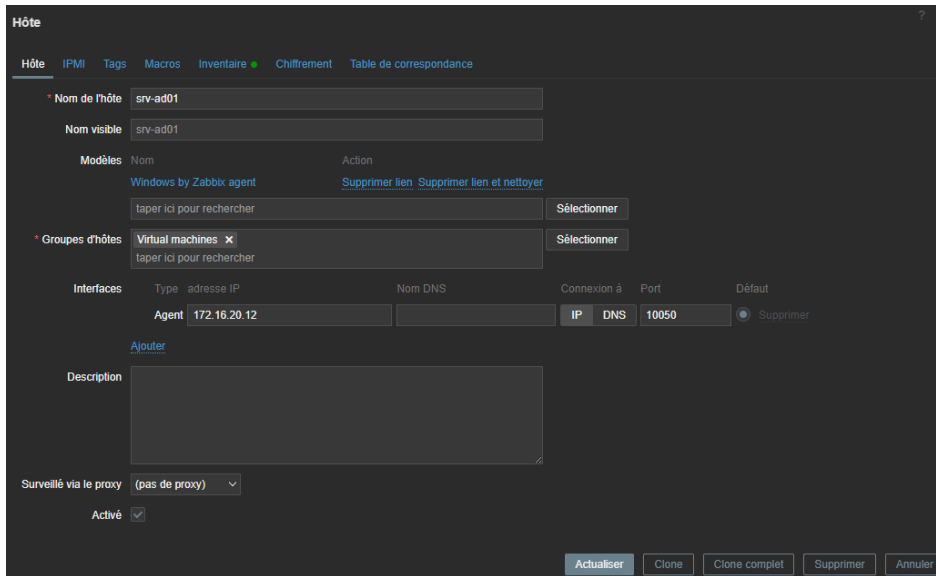 Hôte ?
Hôte IPMI Tags Macros Inventaire Chiffrement Table de correspondance
* Nom de l'hôte srv-ad01
Nom visible srv-ad01
Modèles Nom Action
Windows by Zabbix agent Supprimer lien Supprimer lien et nettoyer
taper ici pour rechercher Sélectionner
* Groupes d'hôtes Virtual machines × Sélectionner
taper ici pour rechercher
Interfaces Type adresse IP Nom DNS Connexion à Port Défaut
Agent 172.16.20.12 IP DNS 10050 Supprimer
Ajouter
Description
Surveillé via le proxy (pas de proxy)
Activé
Actualiser Clone Clone complet Supprimer Annuler